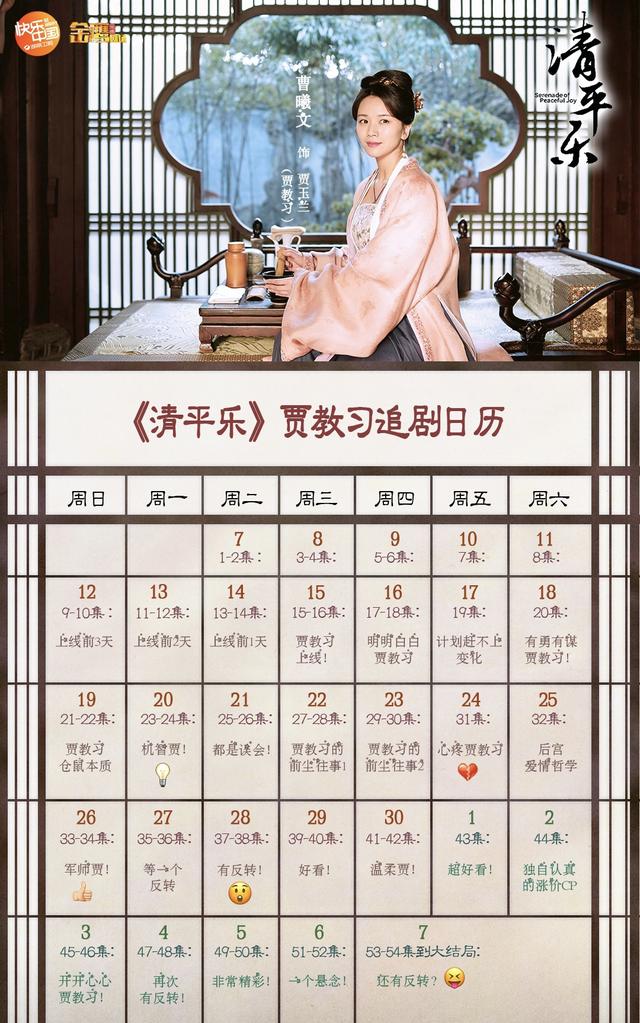 快乐中国
湖南卫视
金鹰
清平乐
Serenade of
Peaceful Joy
曹曦文
饰 贾玉兰
(贾教习)
《清平乐》贾教习追剧日历
周日 周一 周二 周三 周四 周五 周六
7 8 9 10 11
1-2集: 3-4集: 5-6集: 7集: 8集:
12 13 14 15 16 17 18
9-10集: 11-12集: 13-14集: 15-16集: 17-18集: 19集: 20集:
上线前3天 上线前2天 上线前1天 贾教习 明明白白 计划赶不上 有勇有谋
上线! 贾教习 变化 贾教习!
19 20 21 22 23 24 25
21-22集: 23-24集: 25-26集: 27-28集: 29-30集: 31集: 32集:
贾教习 机智贾! 都是误会! 贾教习的 贾教习的 心疼贾教习 后宫
仓鼠本质 前尘往事1 前尘往事2 💔 爱情哲学
💡
26 27 28 29 30 1 2
33-34集: 35-36集: 37-38集: 39-40集: 41-42集: 43集: 44集:
军师贾! 等一个 有反转! 好看! 温柔贾! 超好看! 独自认真
👍 反转 😲 的涨价CP
3 4 5 6 7
45-46集: 47-48集: 49-50集: 51-52集: 53-54集到大结局:
开开心心 再次 非常精彩! 一个悬念! 还有反转? 😝
贾教习! 有反转!